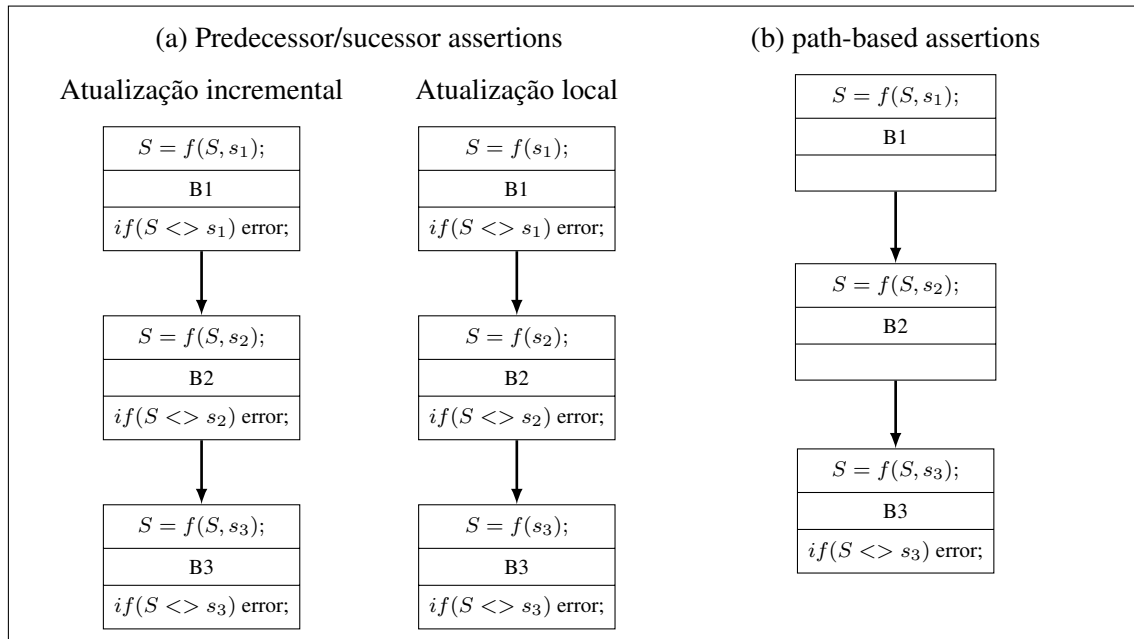 (a) Predecessor/sucessor assertions
Atualização incremental
S = f(S, s₁);
B1
if(S <> s₁) error;
S = f(S, s₂);
B2
if(S <> s₂) error;
S = f(S, s₃);
B3
if(S <> s₃) error;
Atualização local
S = f(s₁);
B1
if(S <> s₁) error;
S = f(s₂);
B2
if(S <> s₂) error;
S = f(s₃);
B3
if(S <> s₃) error;
(b) path-based assertions
S = f(S, s₁);
B1
S = f(S, s₂);
B2
S = f(S, s₃);
B3
if(S <> s₃) error;